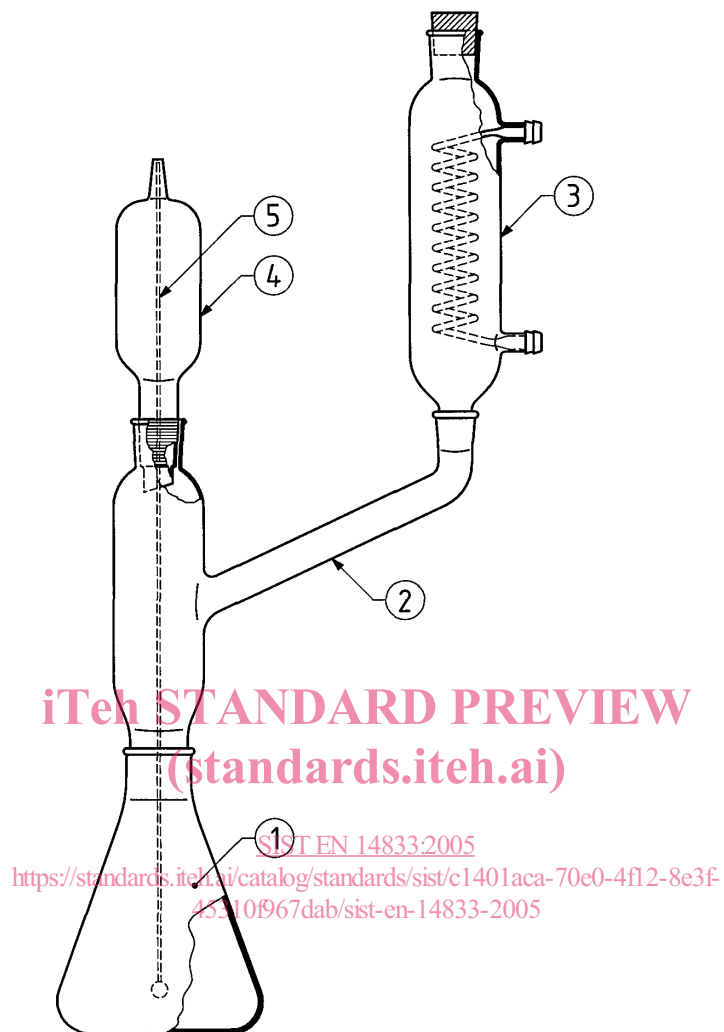 5
3
4
2
iTeh STANDARD PREVIEW
(standards.iteh.ai)
1
SIST EN 14833:2005
https://standards.iteh.ai/catalog/standards/sist/c1401aca-70e0-4f12-8e3f-
45310f967dab/sist-en-14833-2005